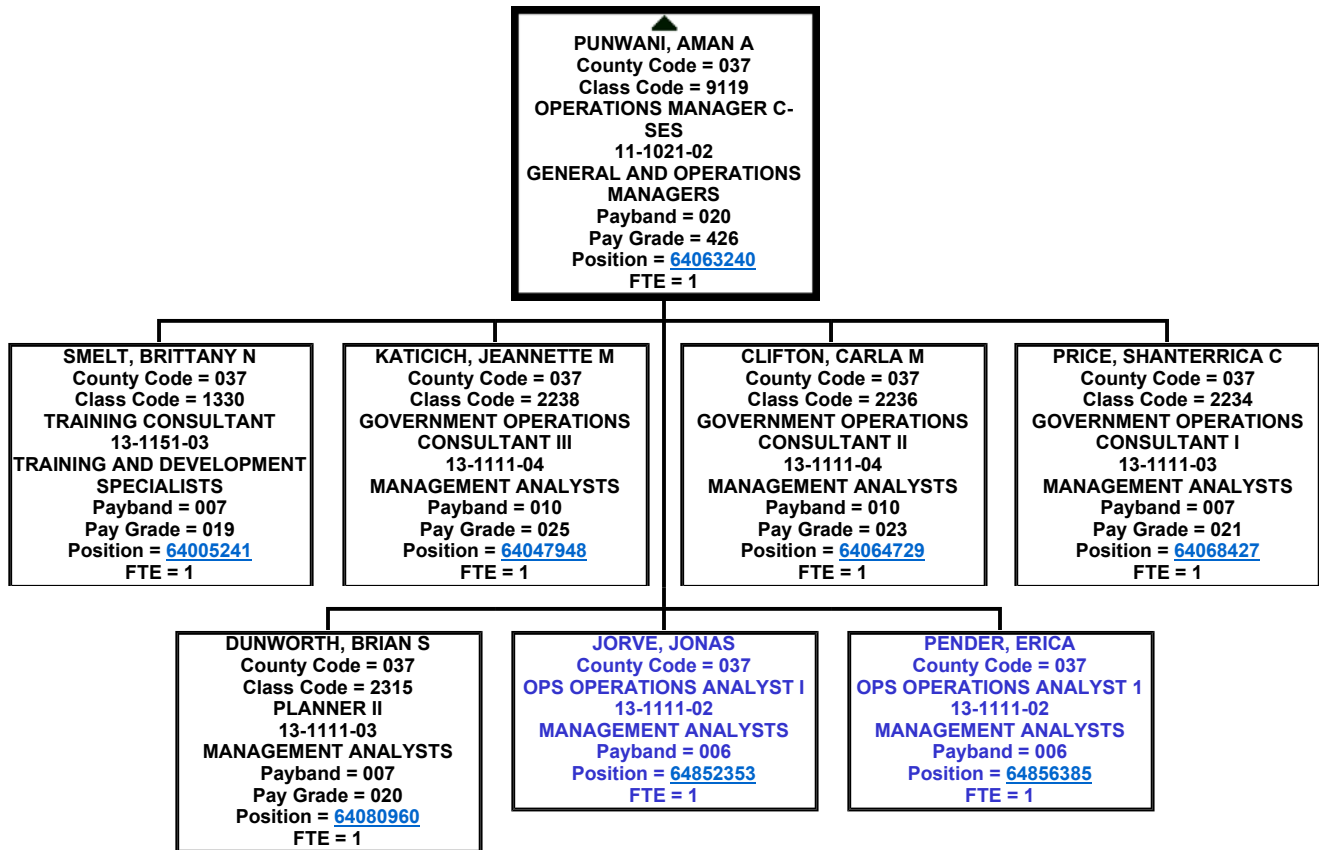 PUNWANI, AMAN A
County Code = 037
Class Code = 9119
OPERATIONS MANAGER C-
SES
11-1021-02
GENERAL AND OPERATIONS
MANAGERS
Payband = 020
Pay Grade = 426
Position = 64063240
FTE = 1
SMELT, BRITTANY N
County Code = 037
Class Code = 1330
TRAINING CONSULTANT
13-1151-03
TRAINING AND DEVELOPMENT
SPECIALISTS
Payband = 007
Pay Grade = 019
Position = 64005241
FTE = 1
KATICICH, JEANNETTE M
County Code = 037
Class Code = 2238
GOVERNMENT OPERATIONS
CONSULTANT III
13-1111-04
MANAGEMENT ANALYSTS
Payband = 010
Pay Grade = 025
Position = 64047948
FTE = 1
CLIFTON, CARLA M
County Code = 037
Class Code = 2236
GOVERNMENT OPERATIONS
CONSULTANT II
13-1111-04
MANAGEMENT ANALYSTS
Payband = 010
Pay Grade = 023
Position = 64064729
FTE = 1
PRICE, SHANTERRICA C
County Code = 037
Class Code = 2234
GOVERNMENT OPERATIONS
CONSULTANT I
13-1111-03
MANAGEMENT ANALYSTS
Payband = 007
Pay Grade = 021
Position = 64068427
FTE = 1
DUNWORTH, BRIAN S
County Code = 037
Class Code = 2315
PLANNER II
13-1111-03
MANAGEMENT ANALYSTS
Payband = 007
Pay Grade = 020
Position = 64080960
FTE = 1
JORVE, JONAS
County Code = 037
OPS OPERATIONS ANALYST I
13-1111-02
MANAGEMENT ANALYSTS
Payband = 006
Position = 64852353
FTE = 1
PENDER, ERICA
County Code = 037
OPS OPERATIONS ANALYST 1
13-1111-02
MANAGEMENT ANALYSTS
Payband = 006
Position = 64856385
FTE = 1